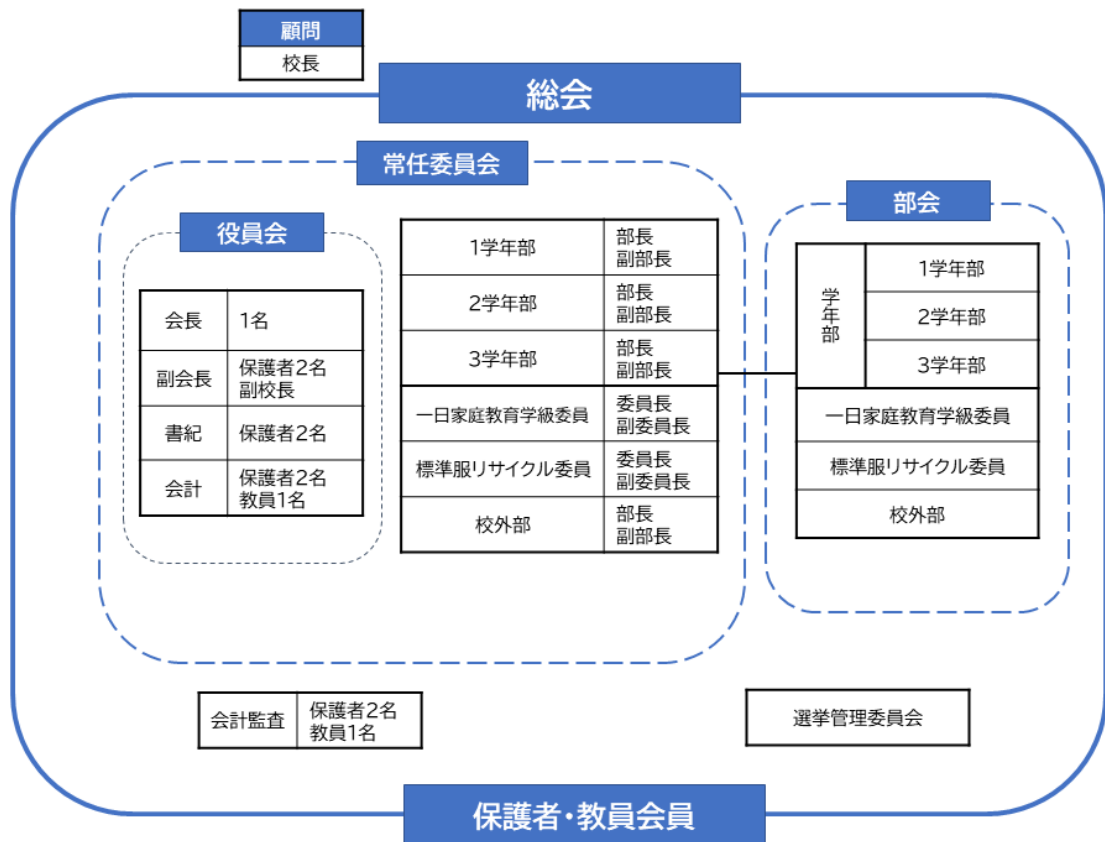 顧問
校長
総会
常任委員会
役員会
会長
1名
副会長
保護者2名
副校長
書記
保護者2名
会計
保護者2名
教員1名
1学年部
部長
副部長
2学年部
部長
副部長
3学年部
部長
副部長
一日家庭教育学級委員
委員長
副委員長
標準服リサイクル委員
委員長
副委員長
校外部
部長
副部長
部会
学年部
1学年部
2学年部
3学年部
一日家庭教育学級委員
標準服リサイクル委員
校外部
会計監査
保護者2名
教員1名
選挙管理委員会
保護者・教員会員